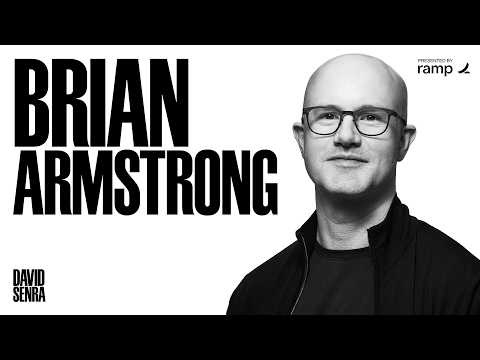 BRIAN
ARMSTRONG
PRESENTED BY
ramp
DAVID
SENRA